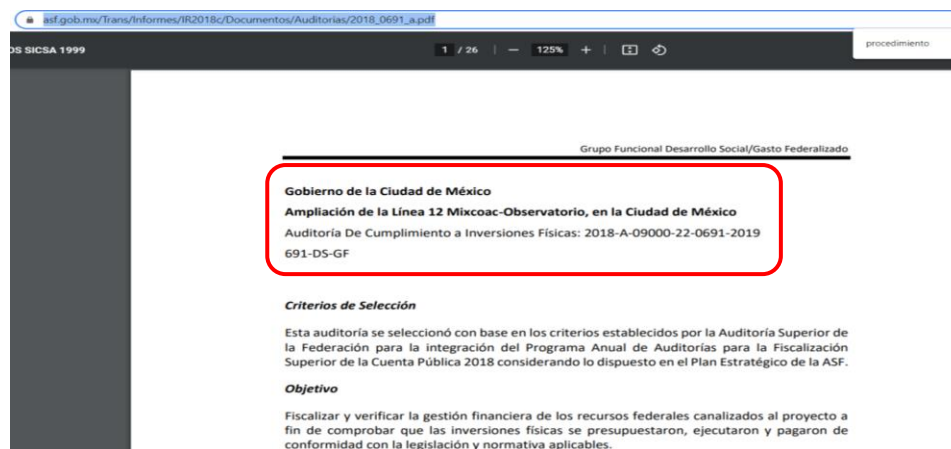 asf.gob.mx/Trans/Informes/IR2018c/Documentos/Auditorias/2018_0691_a.pdf
OS SICSA 1999
1 / 26 | — 125% + |
procedimiento
Grupo Funcional Desarrollo Social/Gasto Federalizado
Gobierno de la Ciudad de México
Ampliación de la Línea 12 Mixcoac-Observatorio, en la Ciudad de México
Auditoría De Cumplimiento a Inversiones Físicas: 2018-A-09000-22-0691-2019
691-DS-GF
Criterios de Selección
Esta auditoría se seleccionó con base en los criterios establecidos por la Auditoría Superior de
la Federación para la integración del Programa Anual de Auditorías para la Fiscalización
Superior de la Cuenta Pública 2018 considerando lo dispuesto en el Plan Estratégico de la ASF.
Objetivo
Fiscalizar y verificar la gestión financiera de los recursos federales canalizados al proyecto a
fin de comprobar que las inversiones físicas se presupuestaron, ejecutaron y pagaron de
conformidad con la legislación y normativa aplicables.